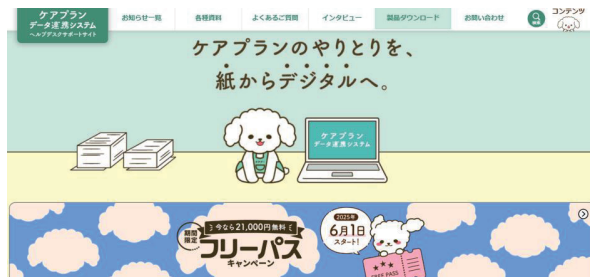 ケアプラン
データ連携システム
ヘルプデスクサポートサイト
お知らせ一覧
各種資料
よくあるご質問
インタビュー
製品ダウンロード
お問い合わせ
検索
コンテンツ
ケアプランのやりとりを、
紙からデジタルへ。
ケアプラン
データ連携システム
期間
限定
今なら21,000円無料
フリーパス
キャンペーン
2025年
6月1日
スタート!
FREE PASS